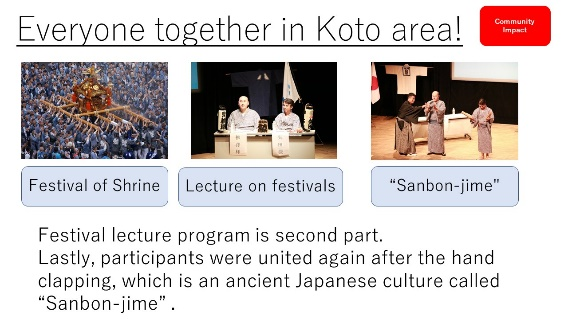 Everyone together in Koto area!
Community
Impact
Festival of Shrine
Lecture on festivals
“Sanbon-jime"
Festival lecture program is second part.
Lastly, participants were united again after the hand
clapping, which is an ancient Japanese culture called
“Sanbon-jime” .